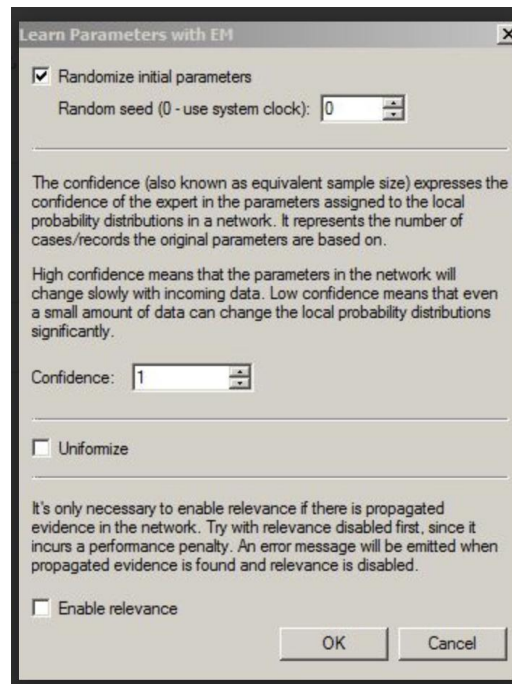 Learn Parameters with EM
Randomize initial parameters
Random seed (0 - use system clock): 0
The confidence (also known as equivalent sample size) expresses the
confidence of the expert in the parameters assigned to the local
probability distributions in a network. It represents the number of
cases/records the original parameters are based on.
High confidence means that the parameters in the network will
change slowly with incoming data. Low confidence means that even
a small amount of data can change the local probability distributions
significantly.
Confidence: 1
Uniformize
It's only necessary to enable relevance if there is propagated
evidence in the network. Try with relevance disabled first, since it
incurs a performance penalty. An error message will be emitted when
propagated evidence is found and relevance is disabled.
Enable relevance
OK Cancel